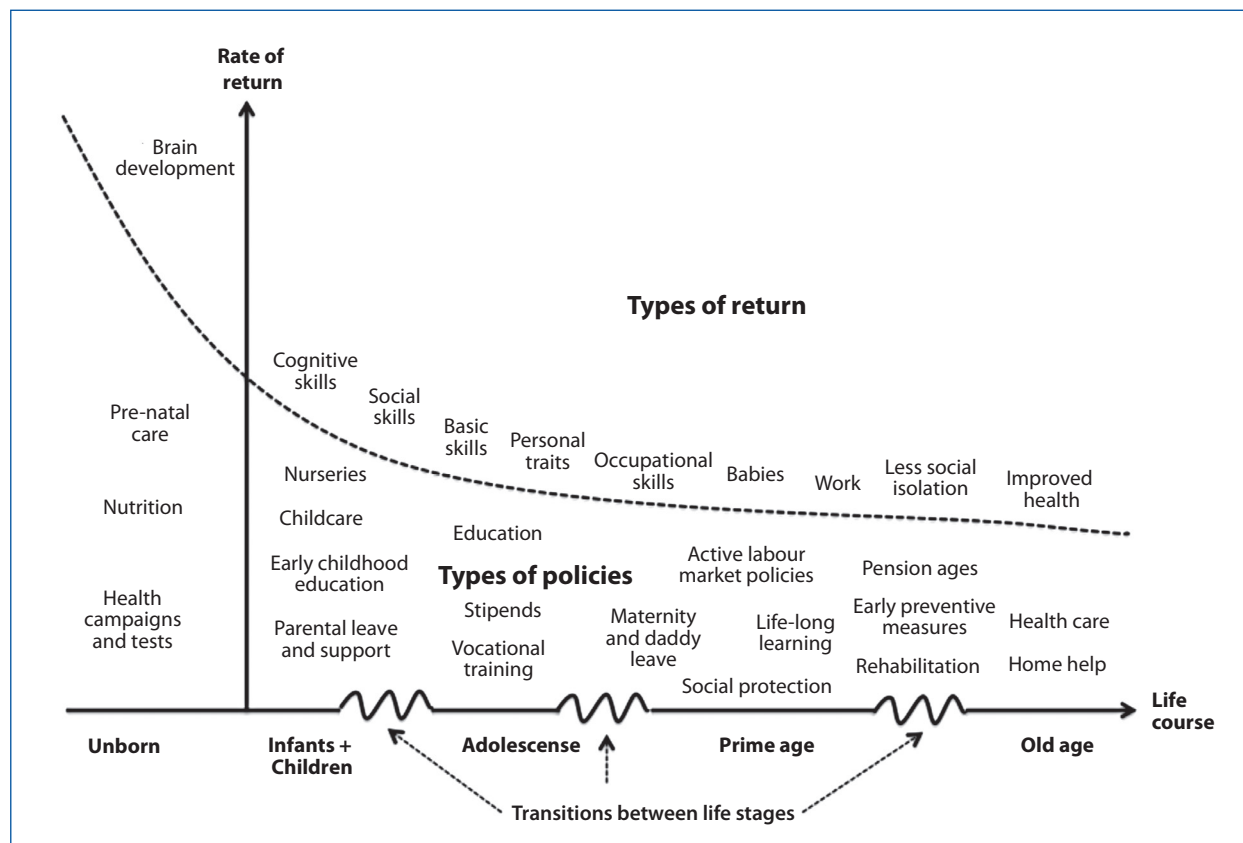 Rate of
return
Brain
development
Types of return
Cognitive
skills
Social
skills
Basic
skills
Personal
traits
Occupational
skills
Babies
Work
Less social
isolation
Improved
health
Pre-natal
care
Nutrition
Health
campaigns
and tests
Nurseries
Childcare
Early childhood
education
Parental leave
and support
Education
Types of policies
Stipends
Vocational
training
Maternity
and daddy
leave
Active labour
market policies
Life-long
learning
Social protection
Pension ages
Early preventive
measures
Rehabilitation
Health care
Home help
Life
course
Unborn
Infants +
Children
Adolescense
Prime age
Old age
Transitions between life stages